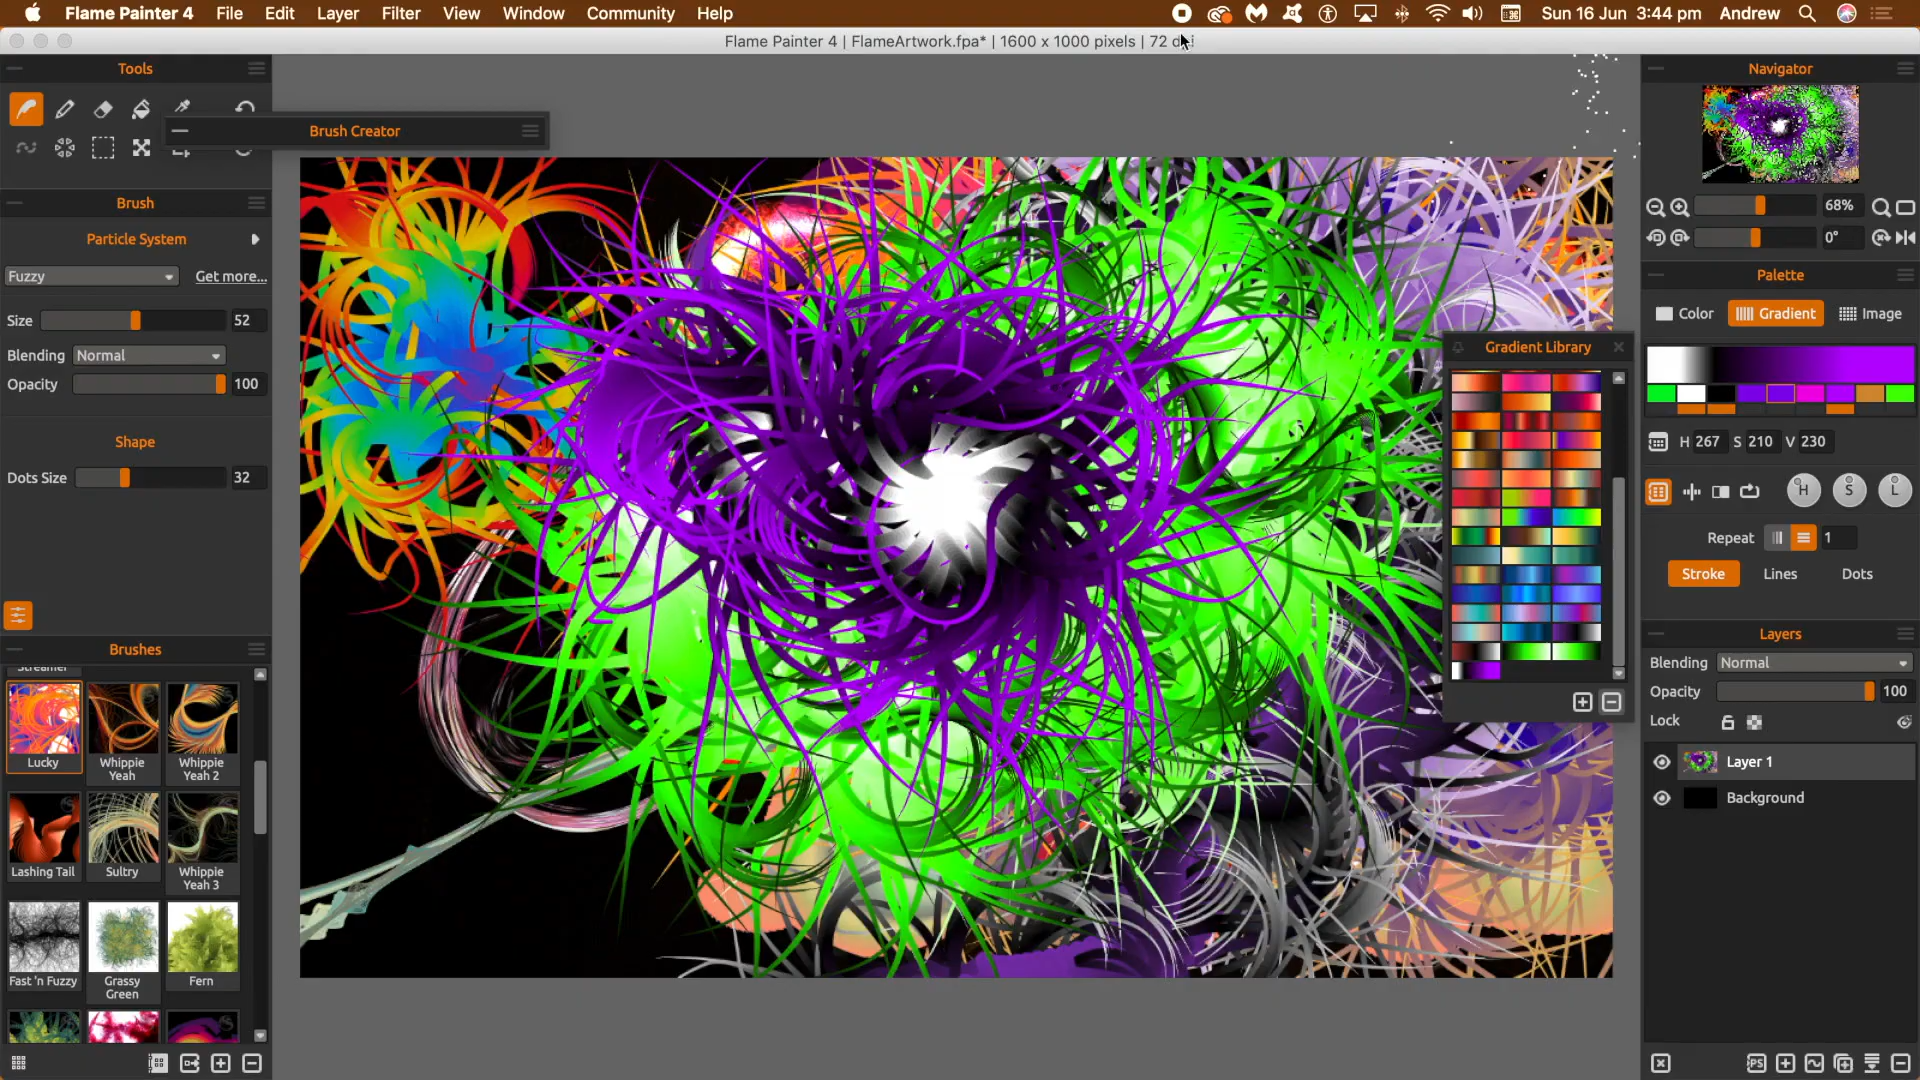 Flame Painter 4 File Edit Layer Filter View Window Community Help Sun 16 Jun 3:44 pm Andrew
Flame Painter 4 | FlameArtwork.fpa* | 1600 x 1000 pixels | 72
Tools
Brush Creator
Brush
Particle System
Fuzzy Get more...
Size 52
Blending Normal
Opacity 100
Shape
Dots Size 32
Brushes
Streamer
Lucky
Whippie Yeah
Whippie Yeah 2
Lashing Tail
Sultry
Whippie Yeah 3
Fast 'n Fuzzy
Grassy Green
Fern
Gradient Library
Navigator
68%
0°
Palette
Color Gradient Image
H 267 S 210 V 230
H S L
Repeat 1
Stroke Lines Dots
Layers
Blending Normal
Opacity 100
Lock
Layer 1
Background
PS